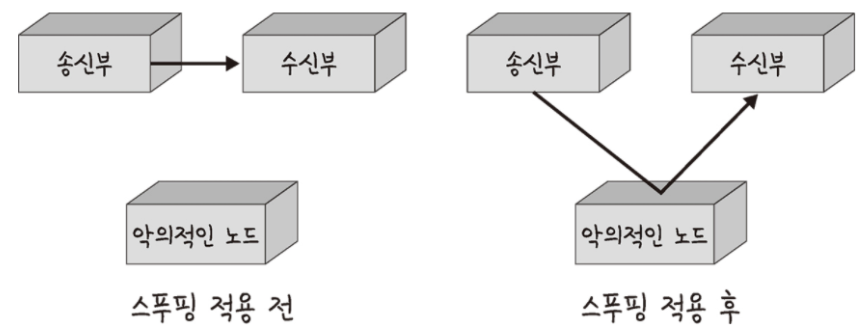 송신부
수신부
악의적인 노드
스푸핑 적용 전
송신부
수신부
악의적인 노드
스푸핑 적용 후